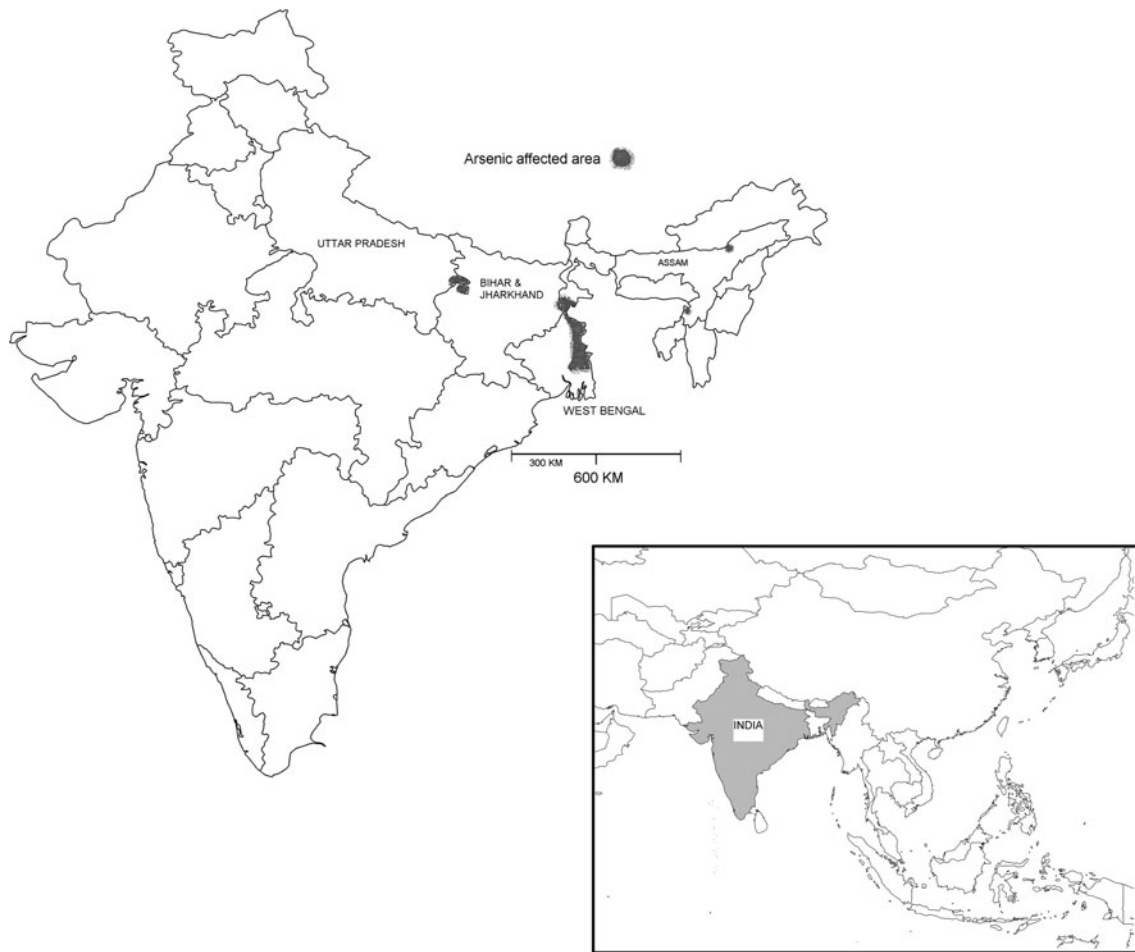 Arsenic affected area
UTTAR PRADESH
ASSAM
BIHAR &
JHARKHAND
WEST BENGAL
300 KM
600 KM
INDIA